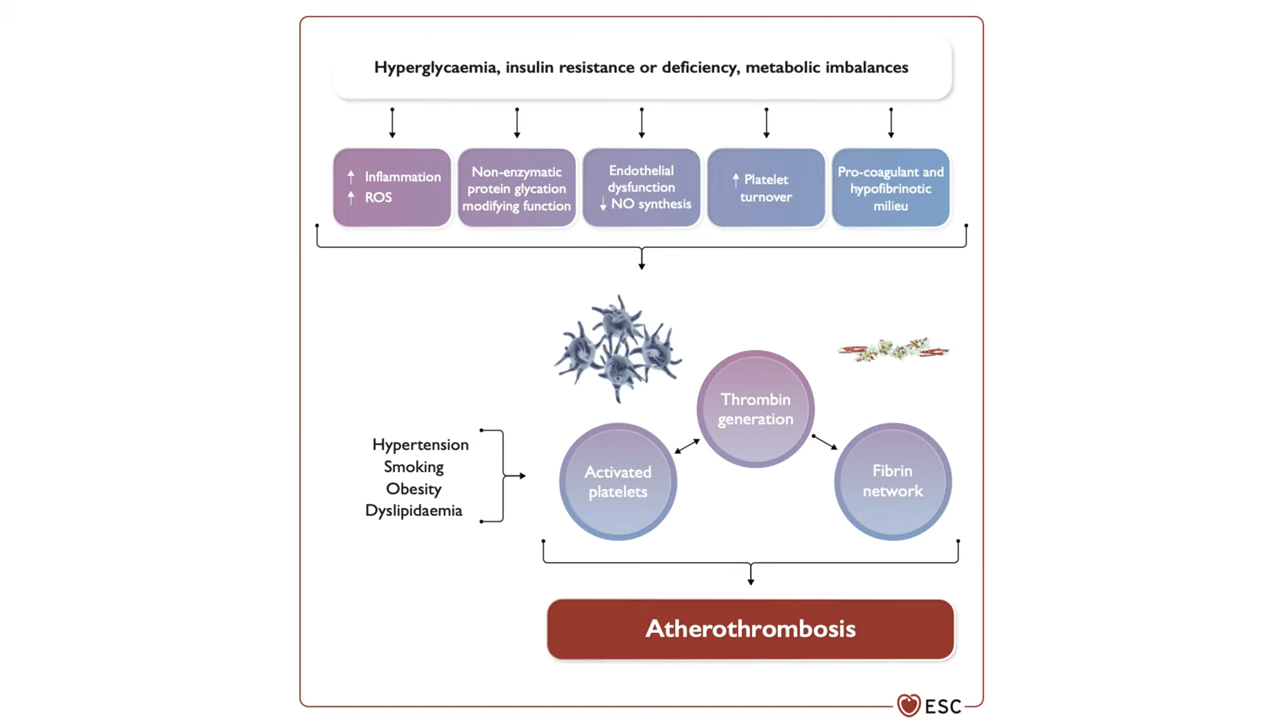 Hyperglycaemia, insulin resistance or deficiency, metabolic imbalances
↑ Inflammation
↑ ROS
Non-enzymatic
protein glycation
modifying function
Endothelial
dysfunction
↓ NO synthesis
↑ Platelet
turnover
Pro-coagulant and
hypofibrinotic
milieu
Thrombin
generation
Hypertension
Smoking
Obesity
Dyslipidaemia
Activated
platelets
Fibrin
network
Atherothrombosis
ESC